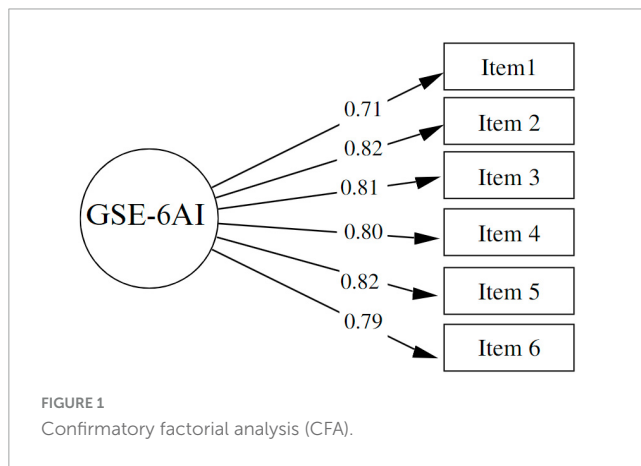 Item1
0.71
Item 2
0.82
Item 3
0.81
GSE-6AI
0.80
Item 4
0.82
Item 5
0.79
Item 6
FIGURE 1
Confirmatory factorial analysis (CFA).